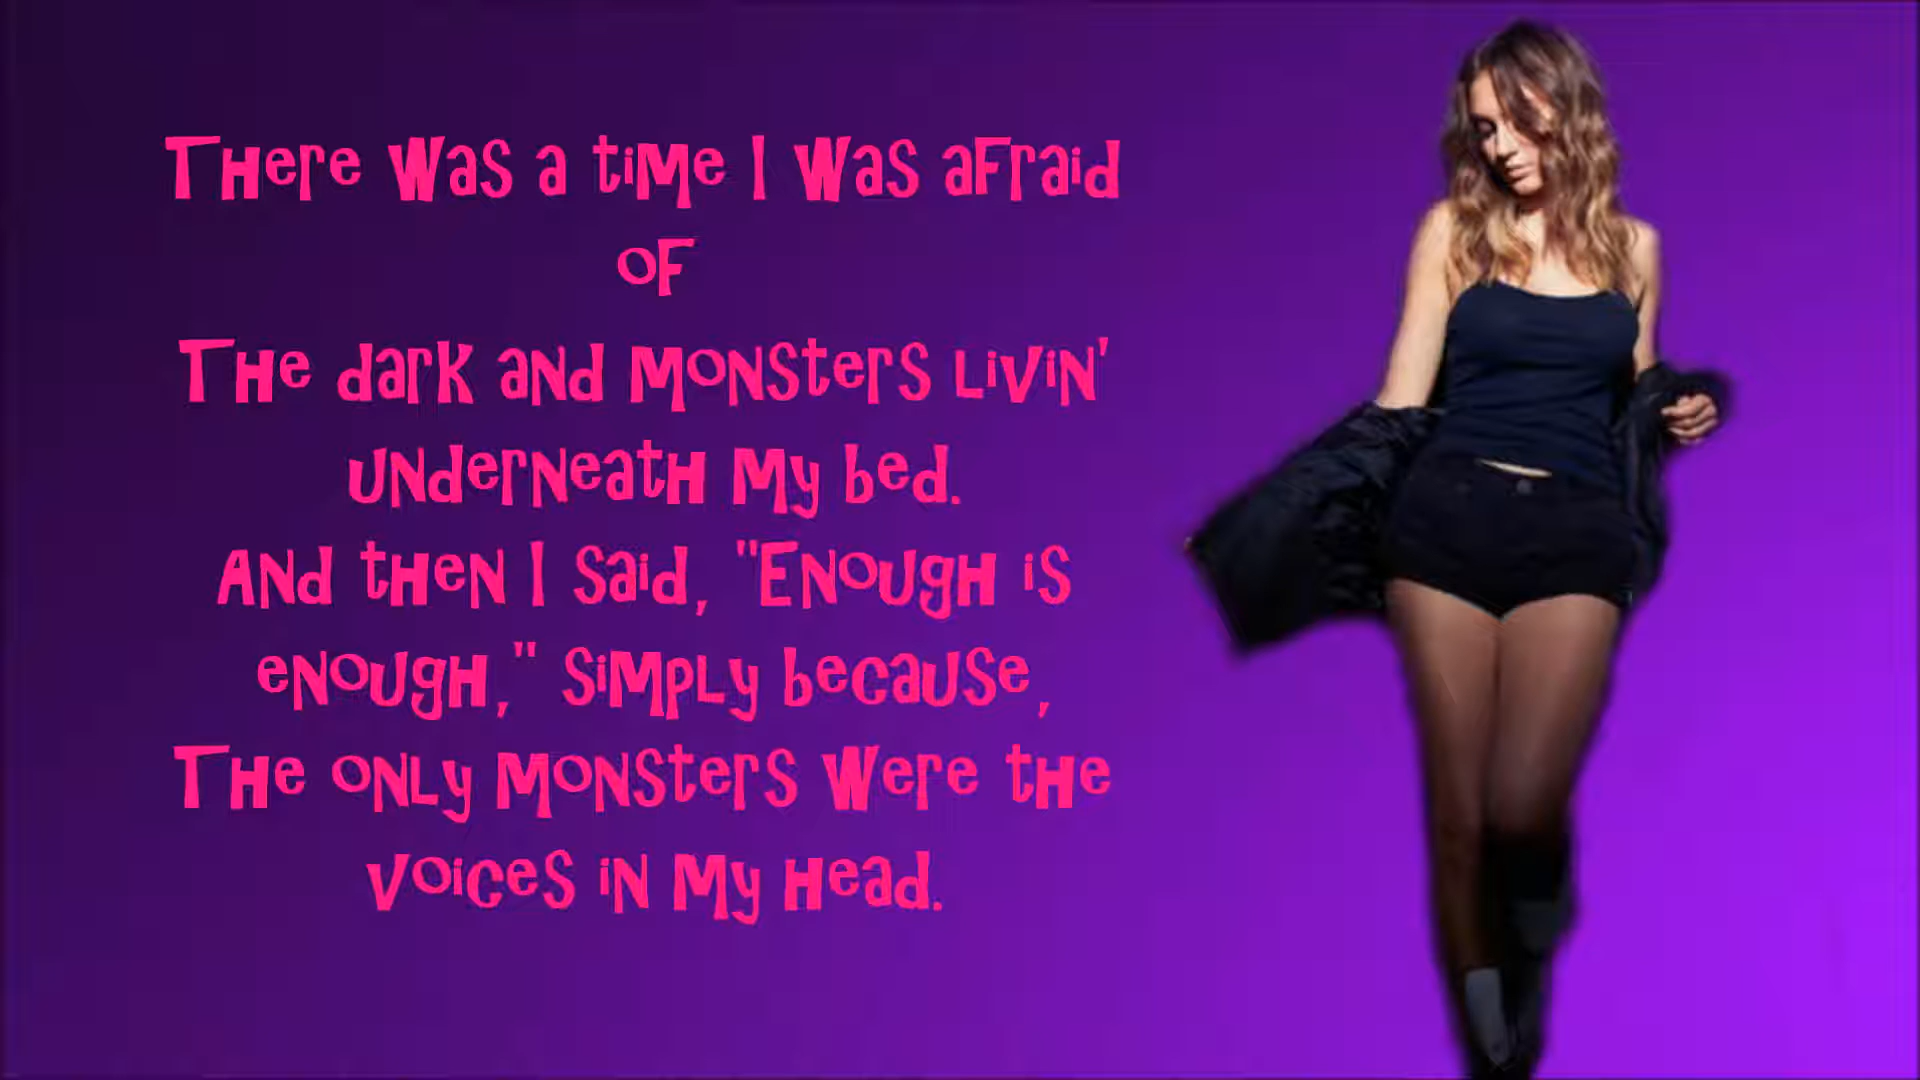 There was a time I was afraid
of
The dark and monsters livin'
underneath my bed.
And then I said, "Enough is
enough," simply because,
The only monsters were the
voices in my head.